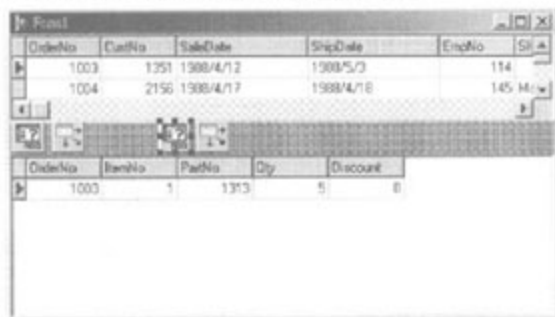 Form1
OrderNo CustNo SaleDate ShipDate EmpNo Sh
1003 1351 1988/4/12 1988/5/3 114
1004 2156 1988/4/17 1988/4/18 145
OrderNo ItemNo PartNo Qty Discount
1003 1 1313 5 0